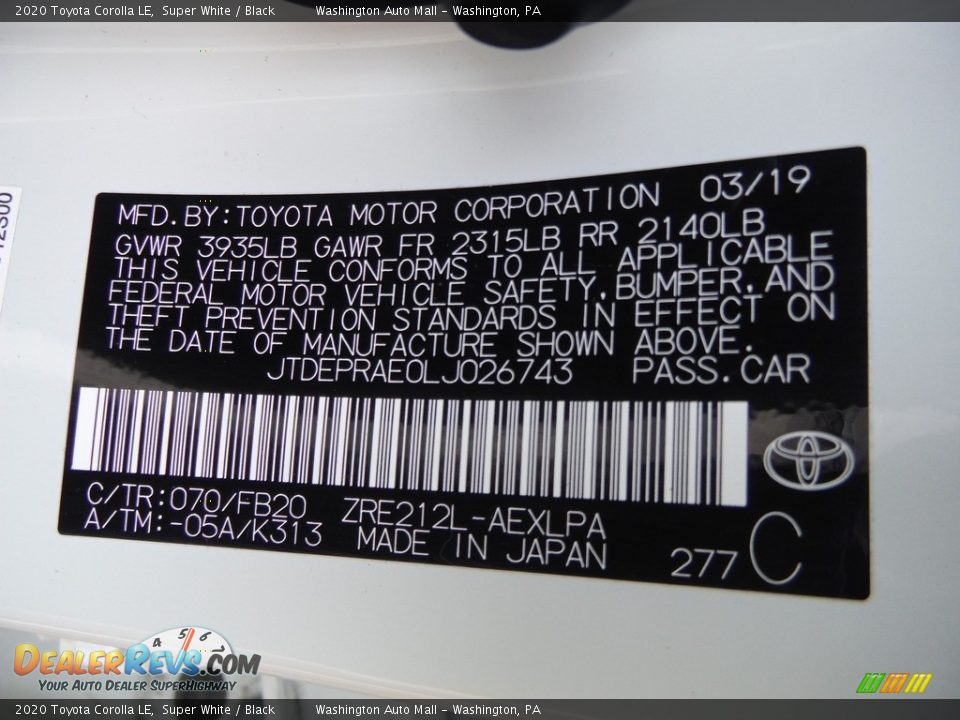 2020 Toyota Corolla LE, Super White / Black Washington Auto Mall - Washington, PA
MFD.BY:TOYOTA MOTOR CORPORATION 03/19
GVWR 3935LB GAWR FR 2315LB RR 2140LB
THIS VEHICLE CONFORMS TO ALL APPLICABLE
FEDERAL MOTOR VEHICLE SAFETY,BUMPER,AND
THEFT PREVENTION STANDARDS IN EFFECT ON
THE DATE OF MANUFACTURE SHOWN ABOVE.
JTDEPRAE0LJ026743 PASS.CAR
C/TR:070/FB20 ZRE212L-AEXLPA
A/TM:-05A/K313 MADE IN JAPAN
277 C
4 5 6 7
DEALERREVS.COM
YOUR AUTO DEALER SUPERHIGHWAY
2020 Toyota Corolla LE, Super White / Black Washington Auto Mall - Washington, PA